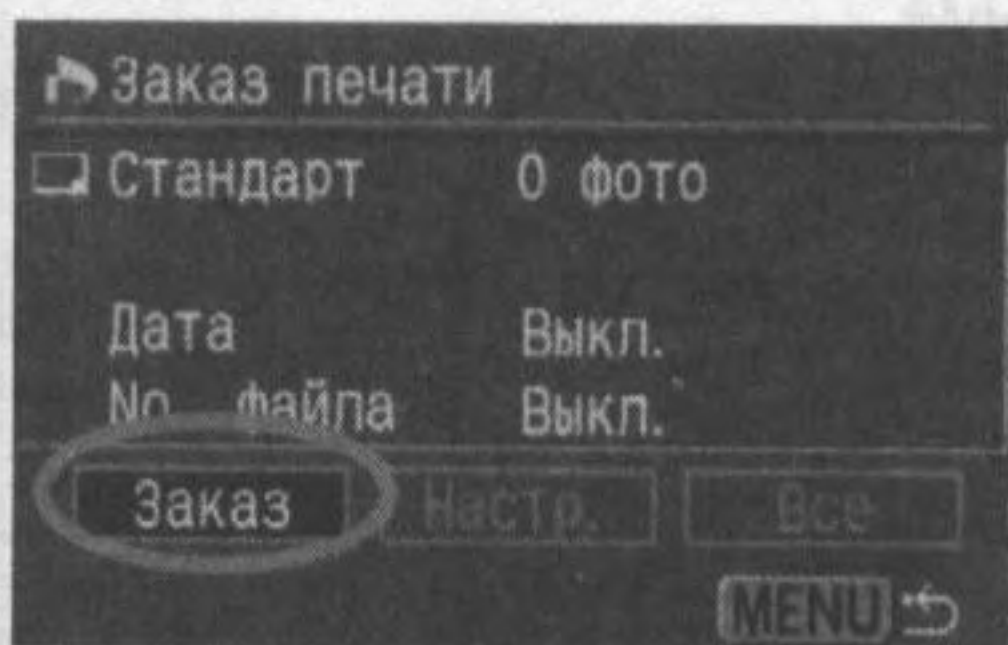 Заказ печати
Стандарт 0 фото
Дата Выкл.
No. файла Выкл.
Заказ Настр. Все
MENU